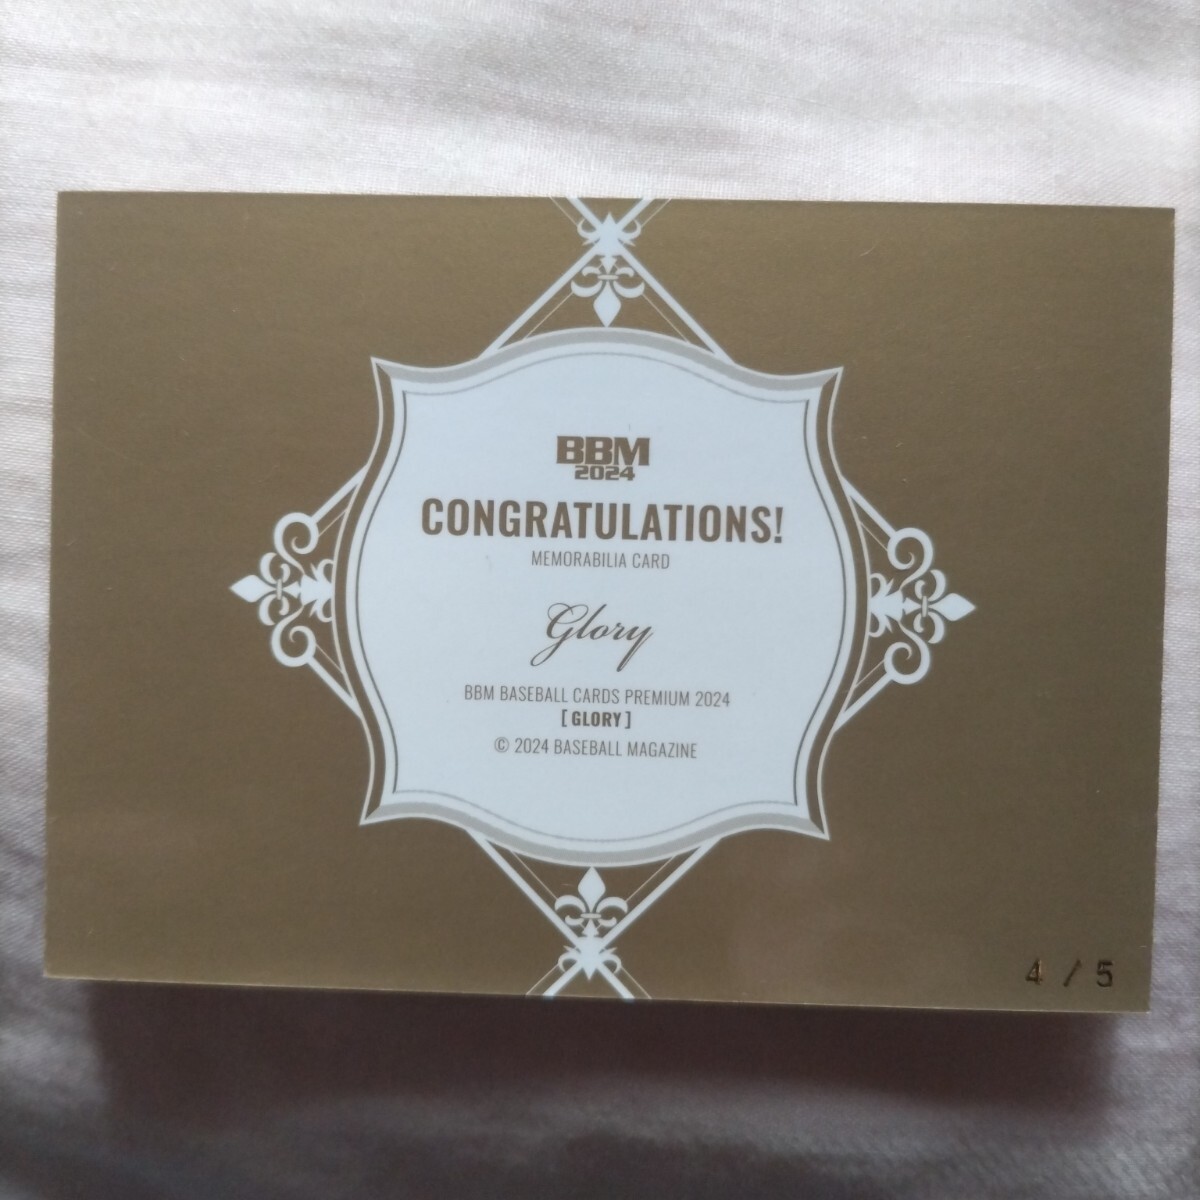 BBM
2024
CONGRATULATIONS!
MEMORABILIA CARD
Glory
BBM BASEBALL CARDS PREMIUM 2024
[GLORY]
© 2024 BASEBALL MAGAZINE
4 / 5